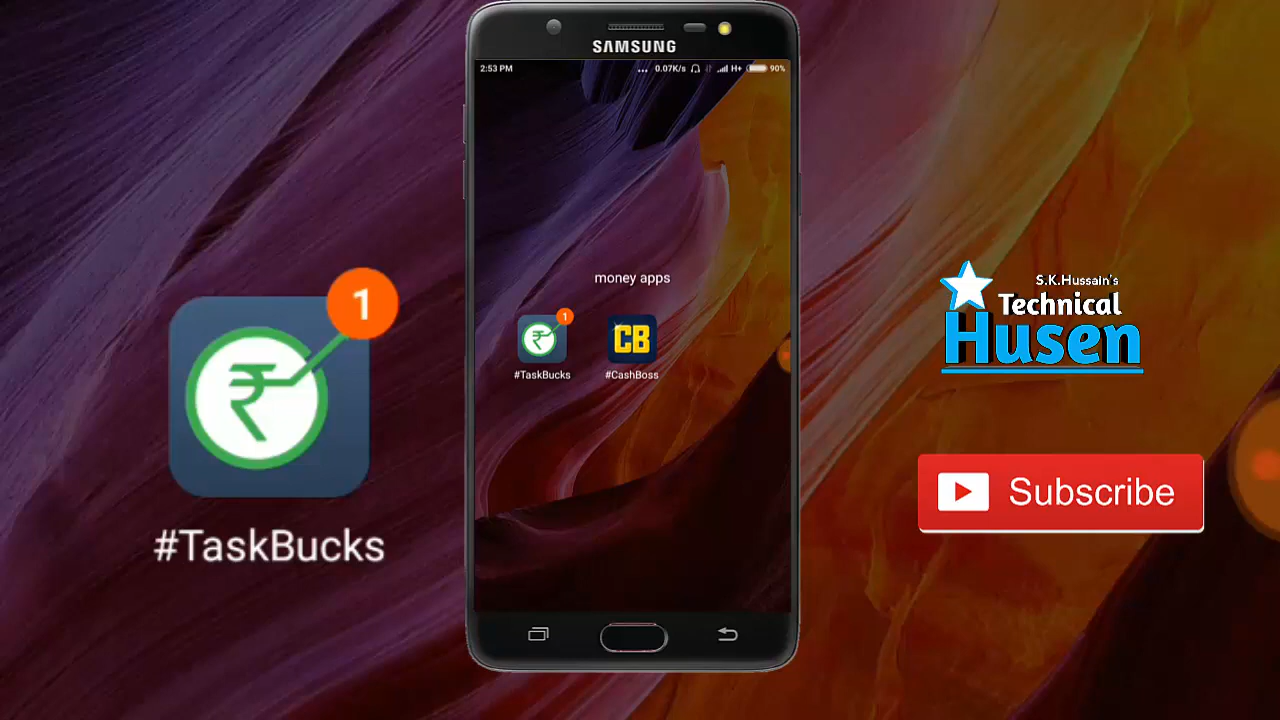 SAMSUNG
2:53 PM ... 0.07K/s H+ 90%
money apps
1
#TaskBucks
CB
#CashBoss
1
#TaskBucks
S.K.Hussain's
Technical
Husen
Subscribe